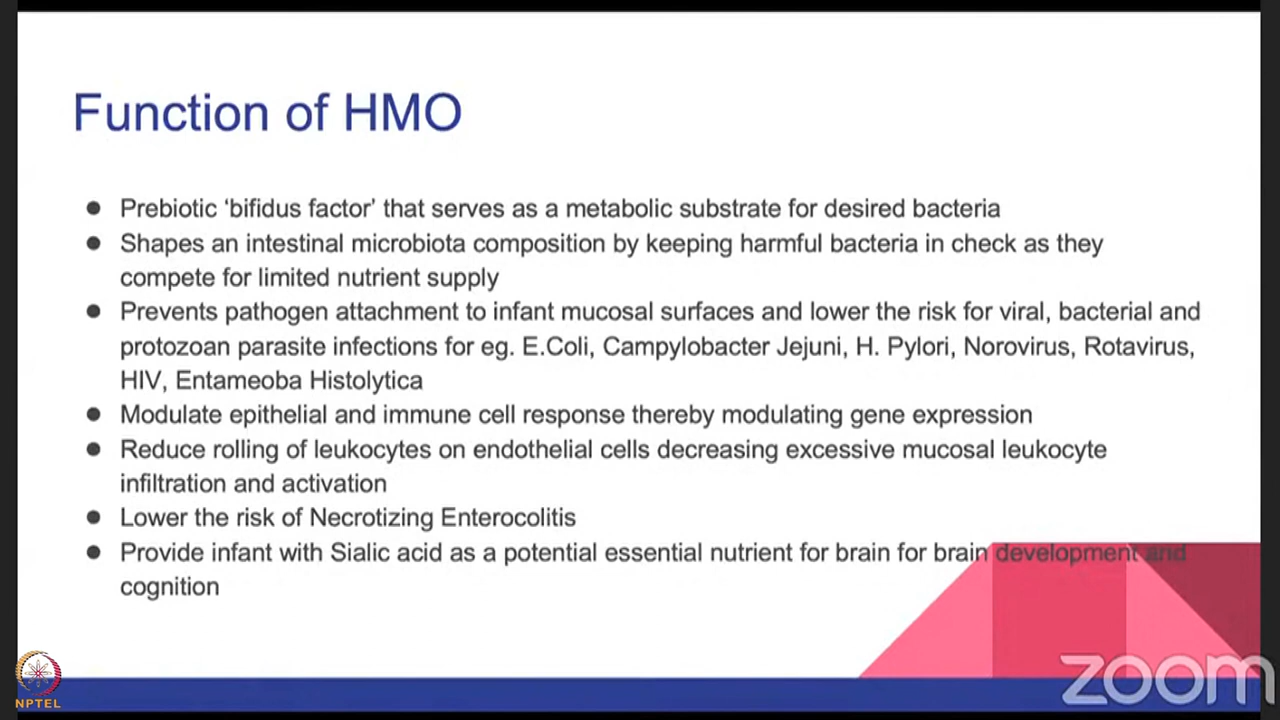 Function of HMO
● Prebiotic ‘bifidus factor’ that serves as a metabolic substrate for desired bacteria
● Shapes an intestinal microbiota composition by keeping harmful bacteria in check as they
compete for limited nutrient supply
● Prevents pathogen attachment to infant mucosal surfaces and lower the risk for viral, bacterial and
protozoan parasite infections for eg. E.Coli, Campylobacter Jejuni, H. Pylori, Norovirus, Rotavirus,
HIV, Entameoba Histolytica
● Modulate epithelial and immune cell response thereby modulating gene expression
● Reduce rolling of leukocytes on endothelial cells decreasing excessive mucosal leukocyte
infiltration and activation
● Lower the risk of Necrotizing Enterocolitis
● Provide infant with Sialic acid as a potential essential nutrient for brain for brain development and
cognition
NPTEL
zoom